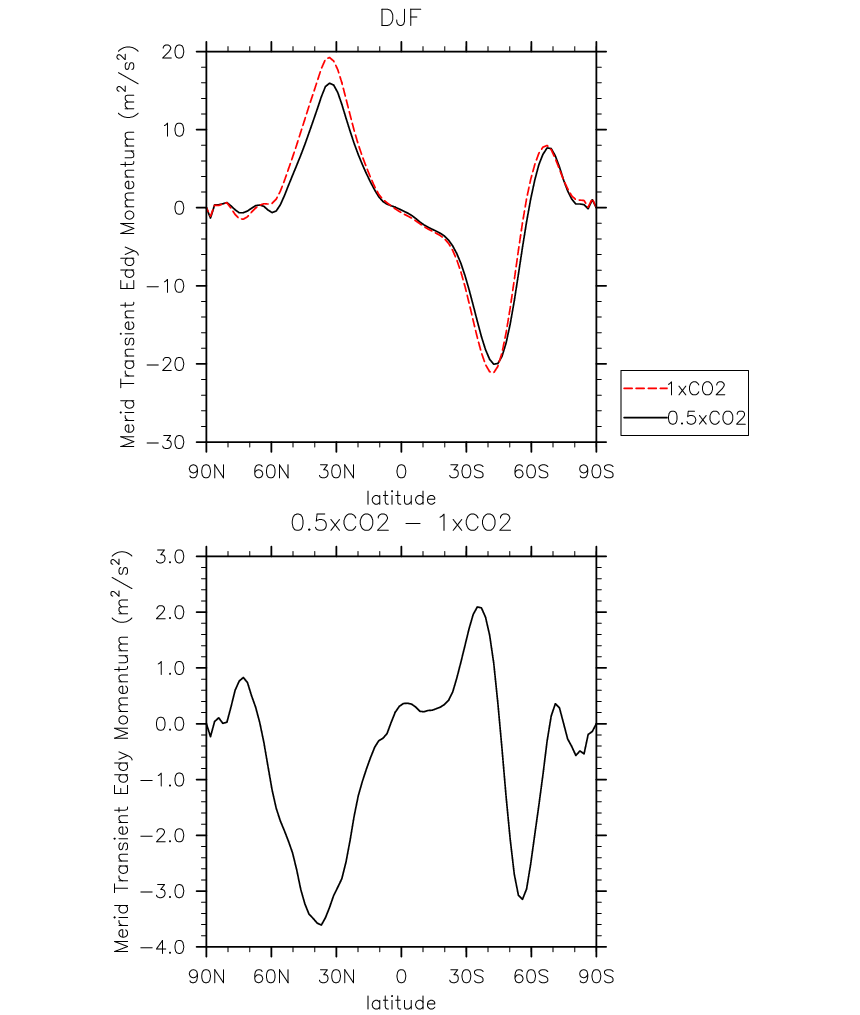 DJF
Merid Transient Eddy Momentum (m²/s²)
20
10
0
−10
−20
−30
90N 60N 30N 0 30S 60S 90S
latitude
1xCO2
0.5xCO2
0.5xCO2 − 1xCO2
Merid Transient Eddy Momentum (m²/s²)
3.0
2.0
1.0
0.0
−1.0
−2.0
−3.0
−4.0
90N 60N 30N 0 30S 60S 90S
latitude